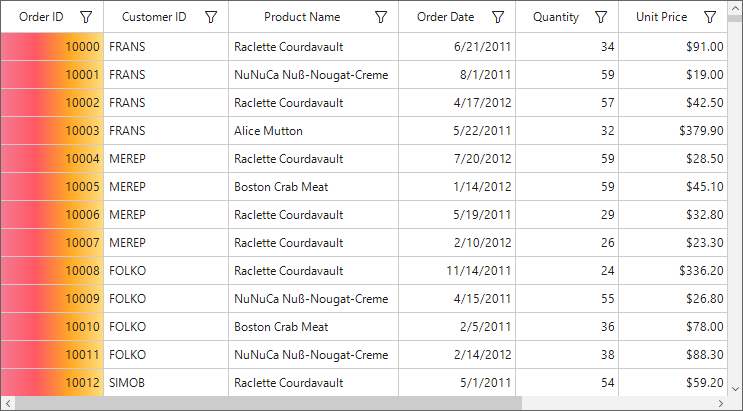 Order ID Customer ID Product Name Order Date Quantity Unit Price
10000 FRANS Raclette Courdavault 6/21/2011 34 $91.00
10001 FRANS NuNuCa Nuß-Nougat-Creme 8/1/2011 59 $19.00
10002 FRANS Raclette Courdavault 4/17/2012 57 $42.50
10003 FRANS Alice Mutton 5/22/2011 32 $379.90
10004 MEREP Raclette Courdavault 7/20/2012 59 $28.50
10005 MEREP Boston Crab Meat 1/14/2012 59 $45.10
10006 MEREP Raclette Courdavault 5/19/2011 29 $32.80
10007 MEREP Raclette Courdavault 2/10/2012 26 $23.30
10008 FOLKO Raclette Courdavault 11/14/2011 24 $336.20
10009 FOLKO NuNuCa Nuß-Nougat-Creme 4/15/2011 55 $26.80
10010 FOLKO Boston Crab Meat 2/5/2011 36 $78.00
10011 FOLKO NuNuCa Nuß-Nougat-Creme 2/14/2012 38 $88.30
10012 SIMOB Raclette Courdavault 5/1/2011 54 $59.20